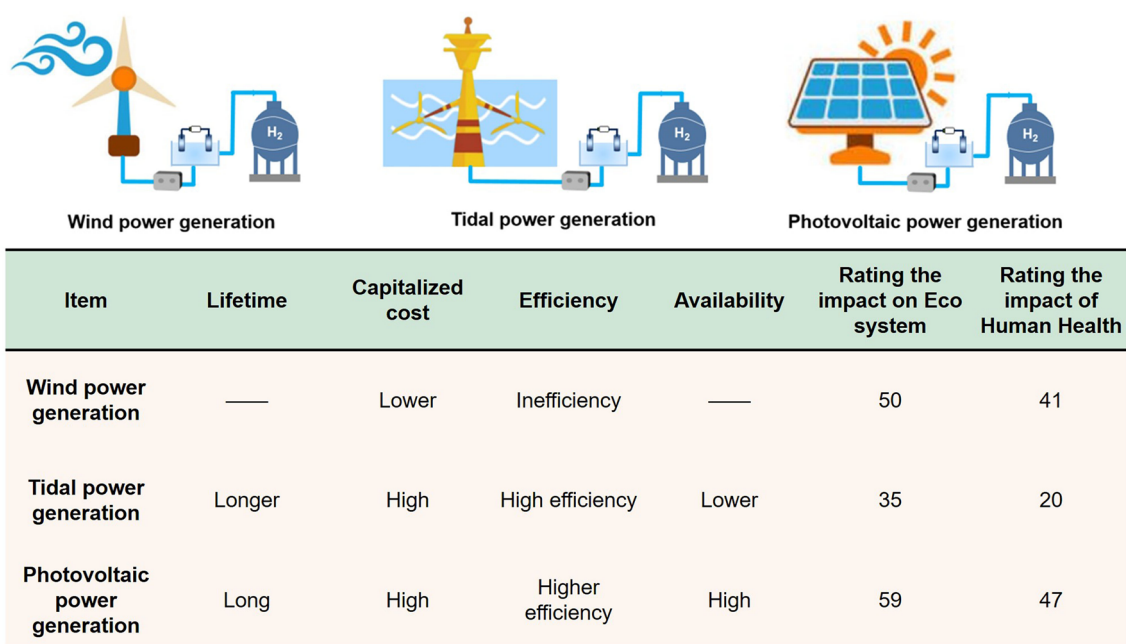 H2
H2
H2
Wind power generation
Tidal power generation
Photovoltaic power generation
Item
Lifetime
Capitalized
cost
Efficiency
Availability
Rating the
impact on Eco
system
Rating the
impact of
Human Health
Wind power
generation
——
Lower
Inefficiency
——
50
41
Tidal power
generation
Longer
High
High efficiency
Lower
35
20
Photovoltaic
power
generation
Long
High
Higher
efficiency
High
59
47